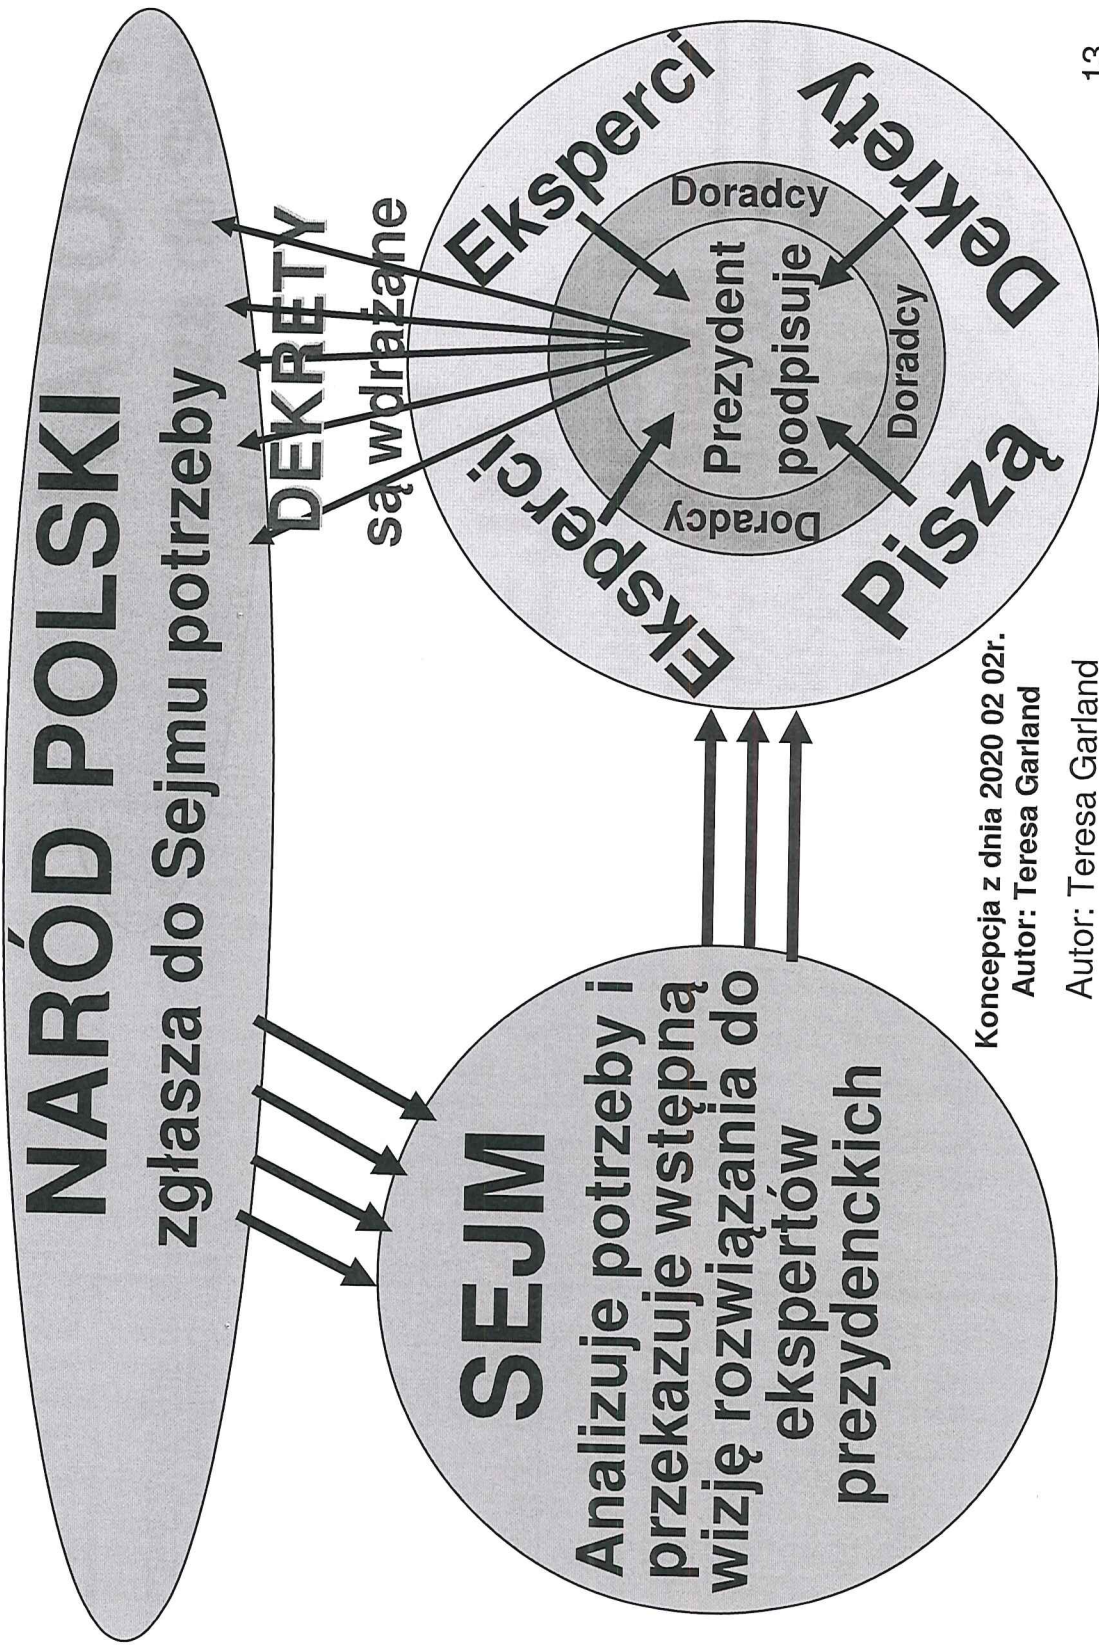 NARÓD POLSKI
zgłasza do Sejmu potrzeby
DEKRETY
są wdrażane
SEJM
Analizuje potrzeby i
przekazuje wstępną
wizję rozwiązania do
ekspertów
prezydenckich
Eksperci
Eksperci
Piszą
Dekrety
Doradcy
Doradcy
Doradcy
Prezydent
podpisuje
Koncepcja z dnia 2020 02 02r.
Autor: Teresa Garland
Autor: Teresa Garland
13